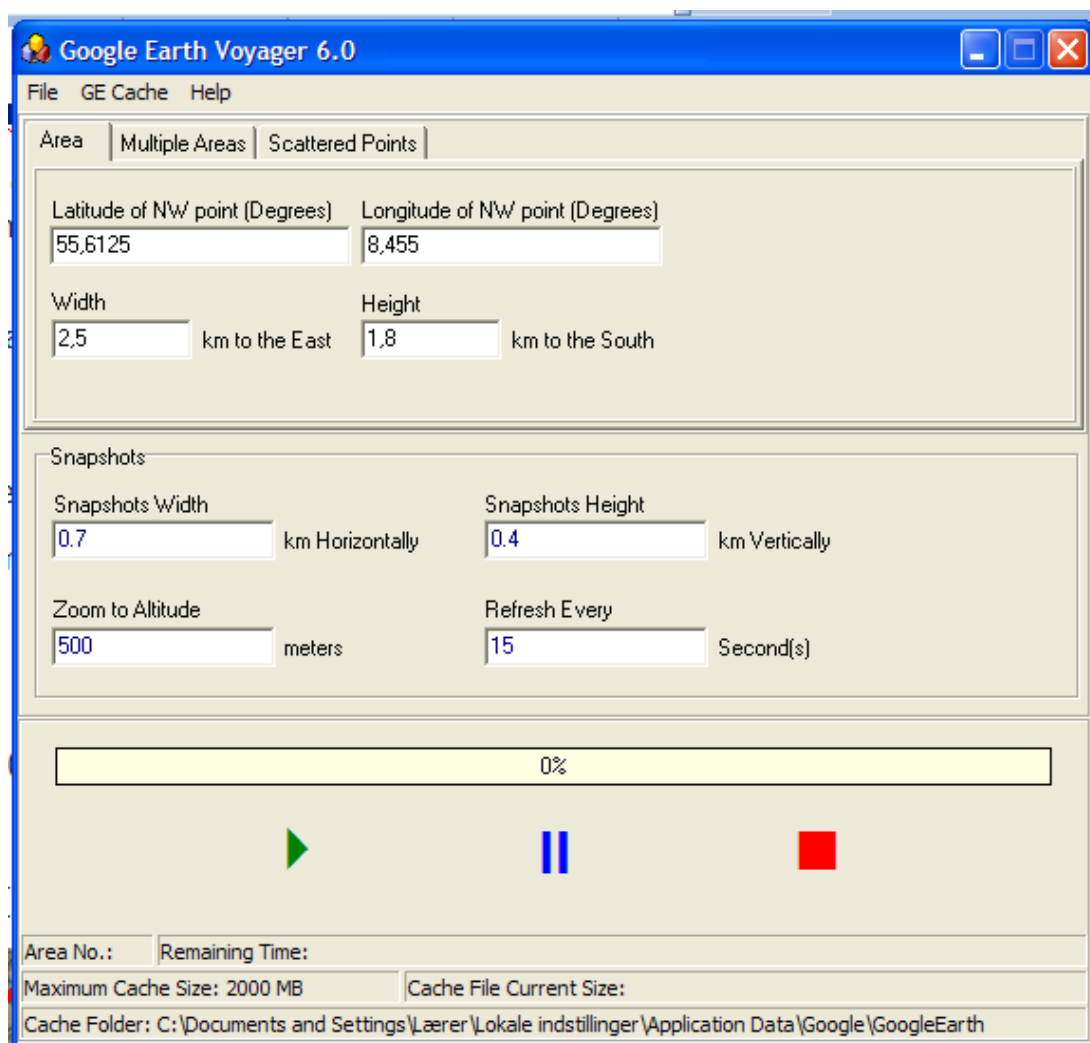 Google Earth Voyager 6.0
File GE Cache Help
Area Multiple Areas Scattered Points
Latitude of NW point (Degrees) Longitude of NW point (Degrees)
55,6125 8,455
Width Height
2,5 km to the East 1,8 km to the South
Snapshots
Snapshots Width Snapshots Height
0.7 km Horizontally 0.4 km Vertically
Zoom to Altitude Refresh Every
500 meters 15 Second(s)
0%
Area No.: Remaining Time:
Maximum Cache Size: 2000 MB Cache File Current Size:
Cache Folder: C:\Documents and Settings\Lærer\Lokale indstillinger\Application Data\Google\GoogleEarth